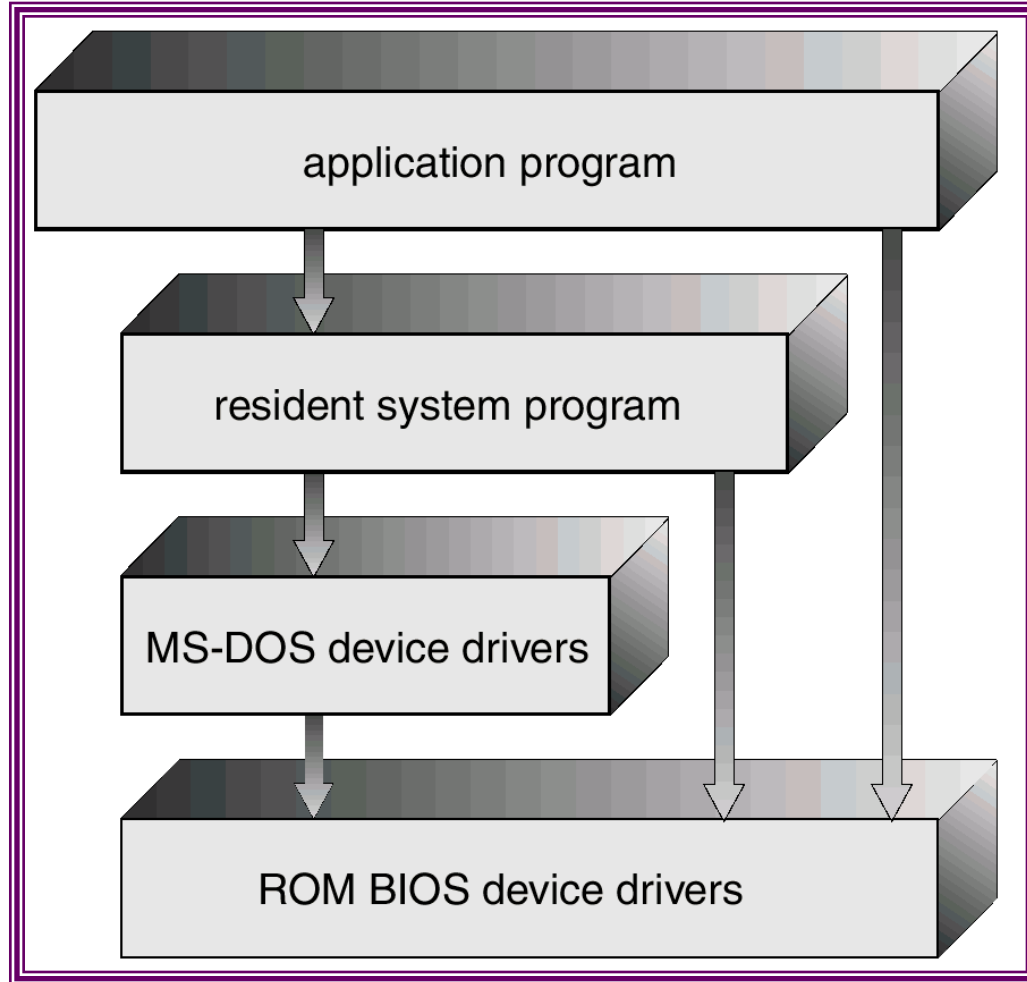 application program
resident system program
MS-DOS device drivers
ROM BIOS device drivers